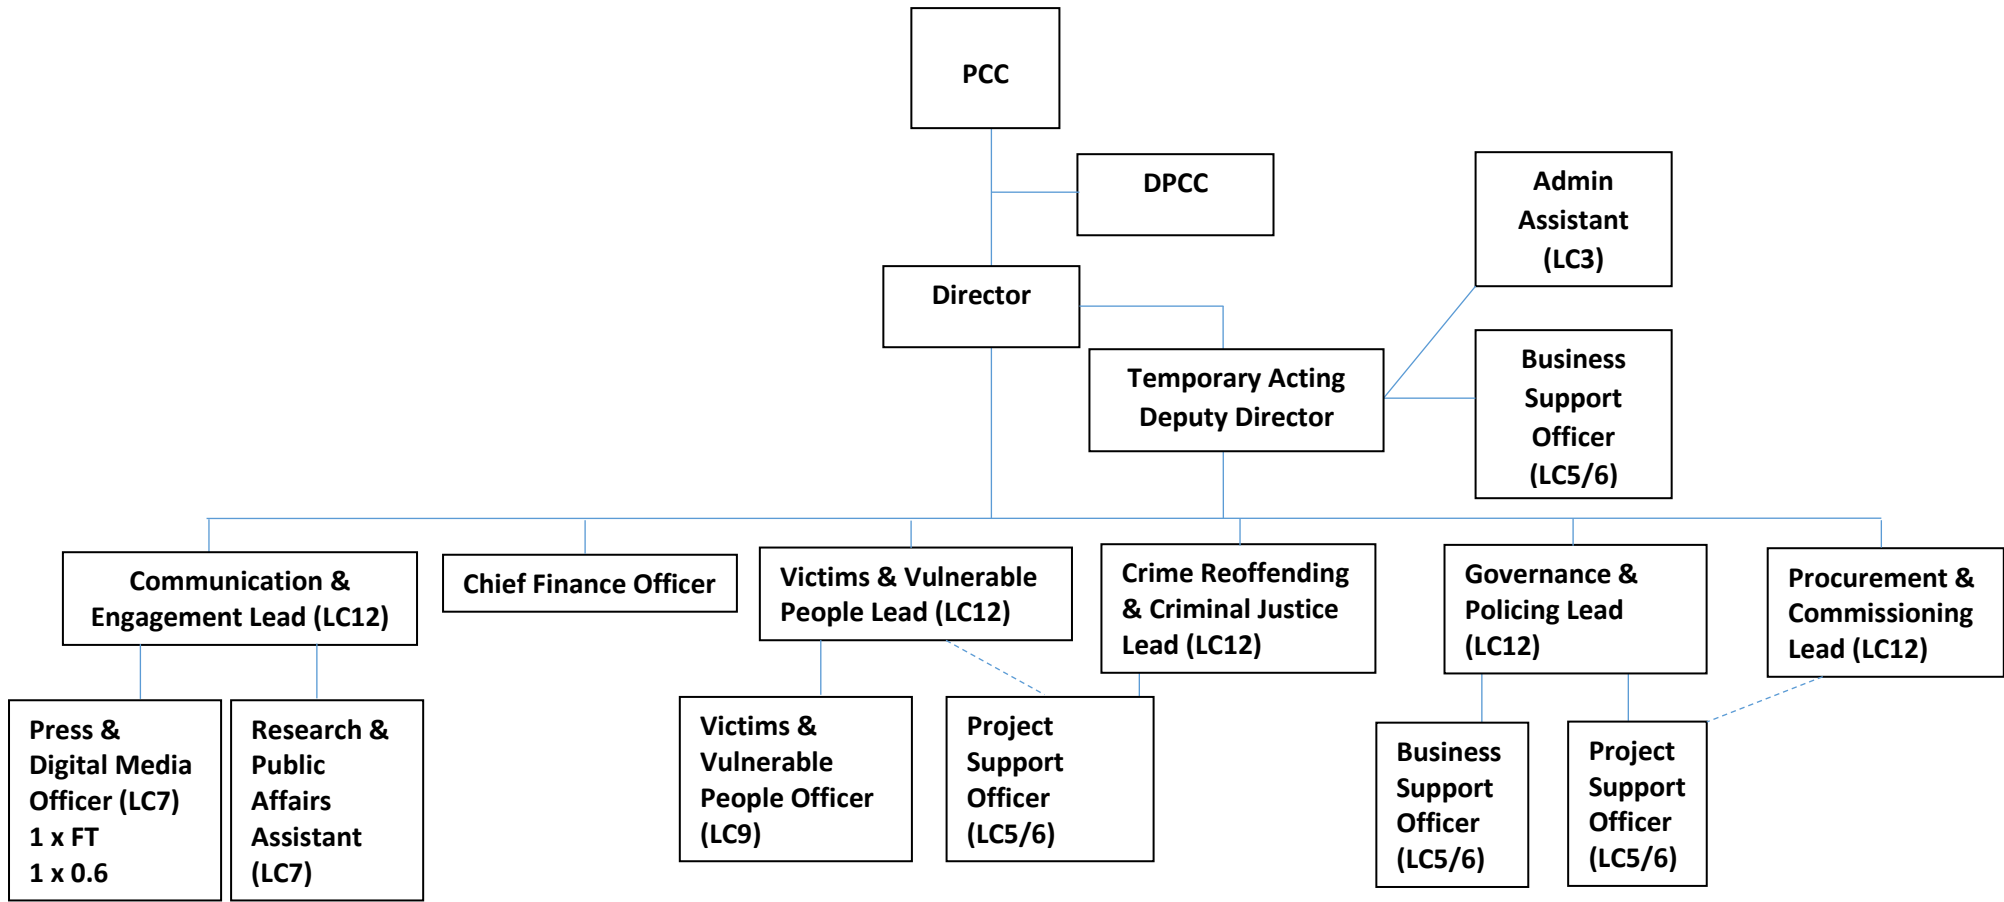 PCC
DPCC
Admin
Assistant
(LC3)
Director
Business
Support
Officer
(LC5/6)
Temporary Acting
Deputy Director
Communication &
Engagement Lead (LC12)
Chief Finance Officer
Victims & Vulnerable
People Lead (LC12)
Crime Reoffending
& Criminal Justice
Lead (LC12)
Governance &
Policing Lead
(LC12)
Procurement &
Commissioning
Lead (LC12)
Press &
Digital Media
Officer (LC7)
1 x FT
1 x 0.6
Research &
Public
Affairs
Assistant
(LC7)
Victims &
Vulnerable
People Officer
(LC9)
Project
Support
Officer
(LC5/6)
Business
Support
Officer
(LC5/6)
Project
Support
Officer
(LC5/6)